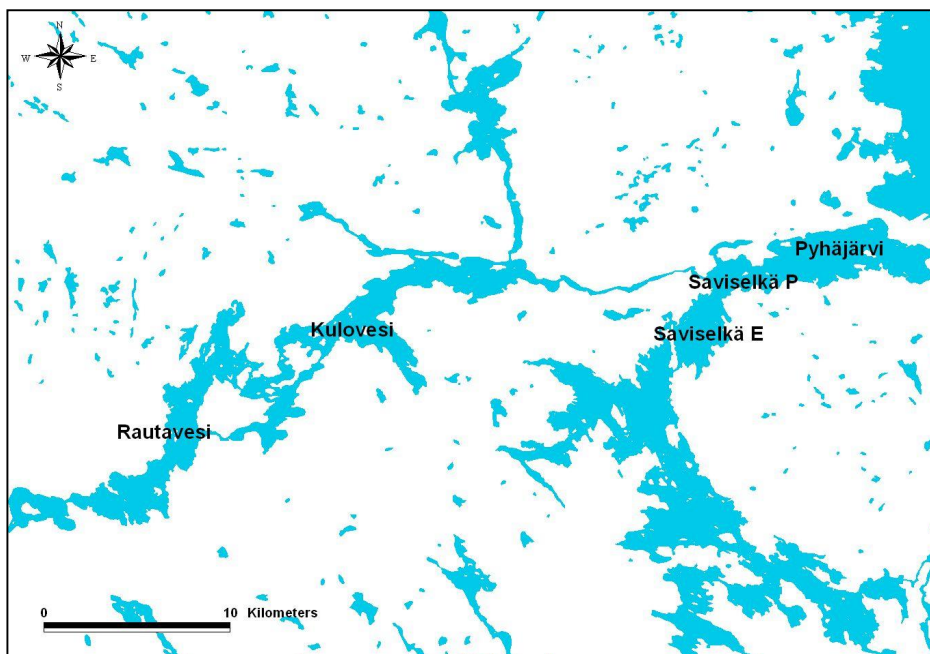 N
W E
S
Pyhäjärvi
Saviselkä P
Kulovesi
Saviselkä E
Rautavesi
0 10 Kilometers